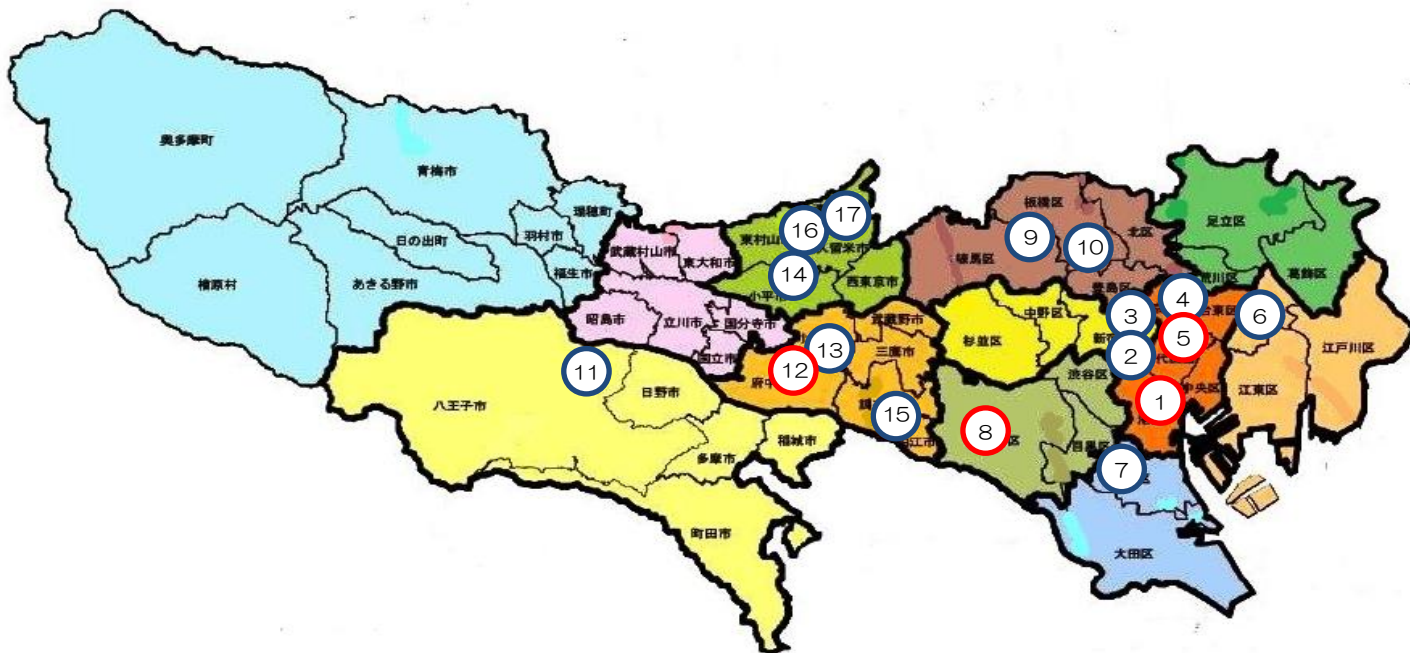 奥多摩町
青梅市
瑞穂町
羽村市
日の出町
福生市
檜原村
あきる野市
武蔵村山市
東大和市
昭島市
立川市
国分寺市
国立市
八王子市
日野市
多摩市
稲城市
町田市
東村山
留米市
小平市
西東京市
武蔵野市
三鷹市
府中
江市
練馬区
板橋区
北区
豊島区
杉並区
中野区
新宿
渋谷区
目黒
区
区
大田区
足立区
葛飾区
荒川区
台東区
中央区
江東区
江戸川区
1
2
3
4
5
6
7
8
9
10
11
12
13
14
15
16
17